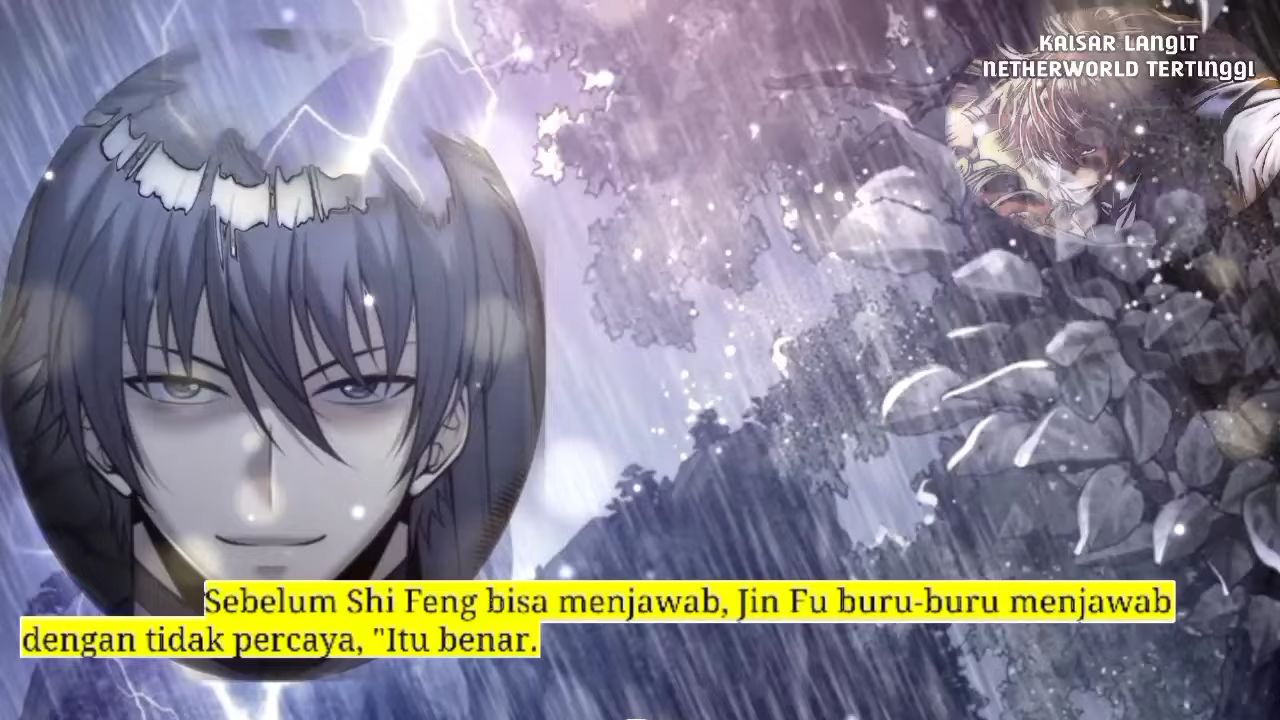 KAISAR LANGIT
NETHERWORLD TERTINGGI
Sebelum Shi Feng bisa menjawab, Jin Fu buru-buru menjawab
dengan tidak percaya, "Itu benar.